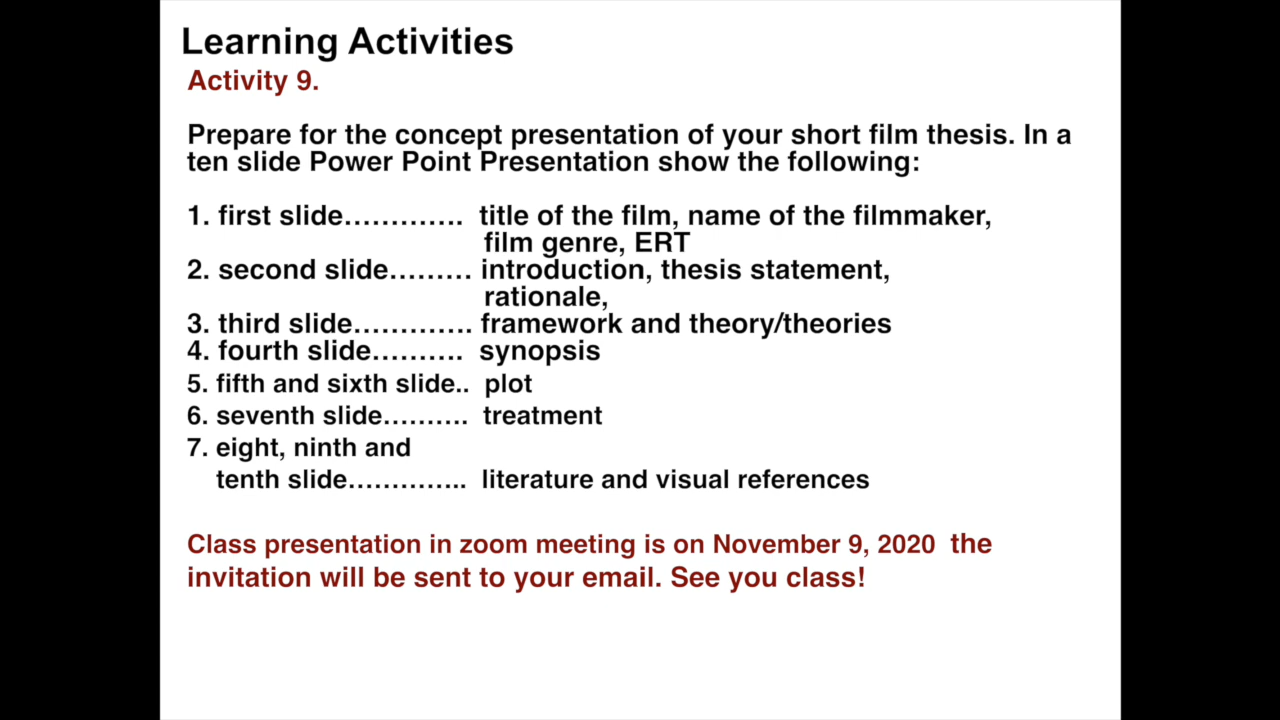 Learning Activities
Activity 9.
Prepare for the concept presentation of your short film thesis. In a
ten slide Power Point Presentation show the following:
1. first slide............. title of the film, name of the filmmaker,
film genre, ERT
2. second slide......... introduction, thesis statement,
rationale,
3. third slide............. framework and theory/theories
4. fourth slide.......... synopsis
5. fifth and sixth slide.. plot
6. seventh slide.......... treatment
7. eight, ninth and
tenth slide.............. literature and visual references
Class presentation in zoom meeting is on November 9, 2020 the
invitation will be sent to your email. See you class!